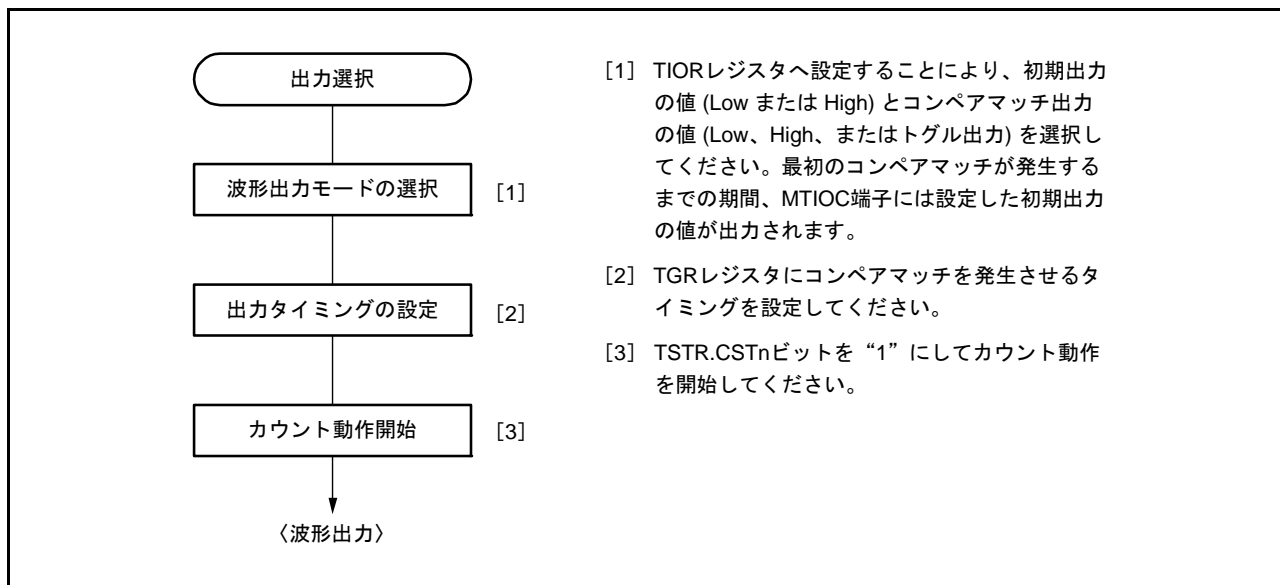 出力選択
波形出力モードの選択 [1]
出力タイミングの設定 [2]
カウント動作開始 [3]
〈波形出力〉
[1] TIORレジスタへ設定することにより、初期出力
の値 (Low または High) とコンペアマッチ出力
の値 (Low、High、またはトグル出力) を選択し
てください。最初のコンペアマッチが発生する
までの期間、MTIOC端子には設定した初期出力
の値が出力されます。
[2] TGRレジスタにコンペアマッチを発生させるタ
イミングを設定してください。
[3] TSTR.CSTnビットを“1”にしてカウント動作
を開始してください。